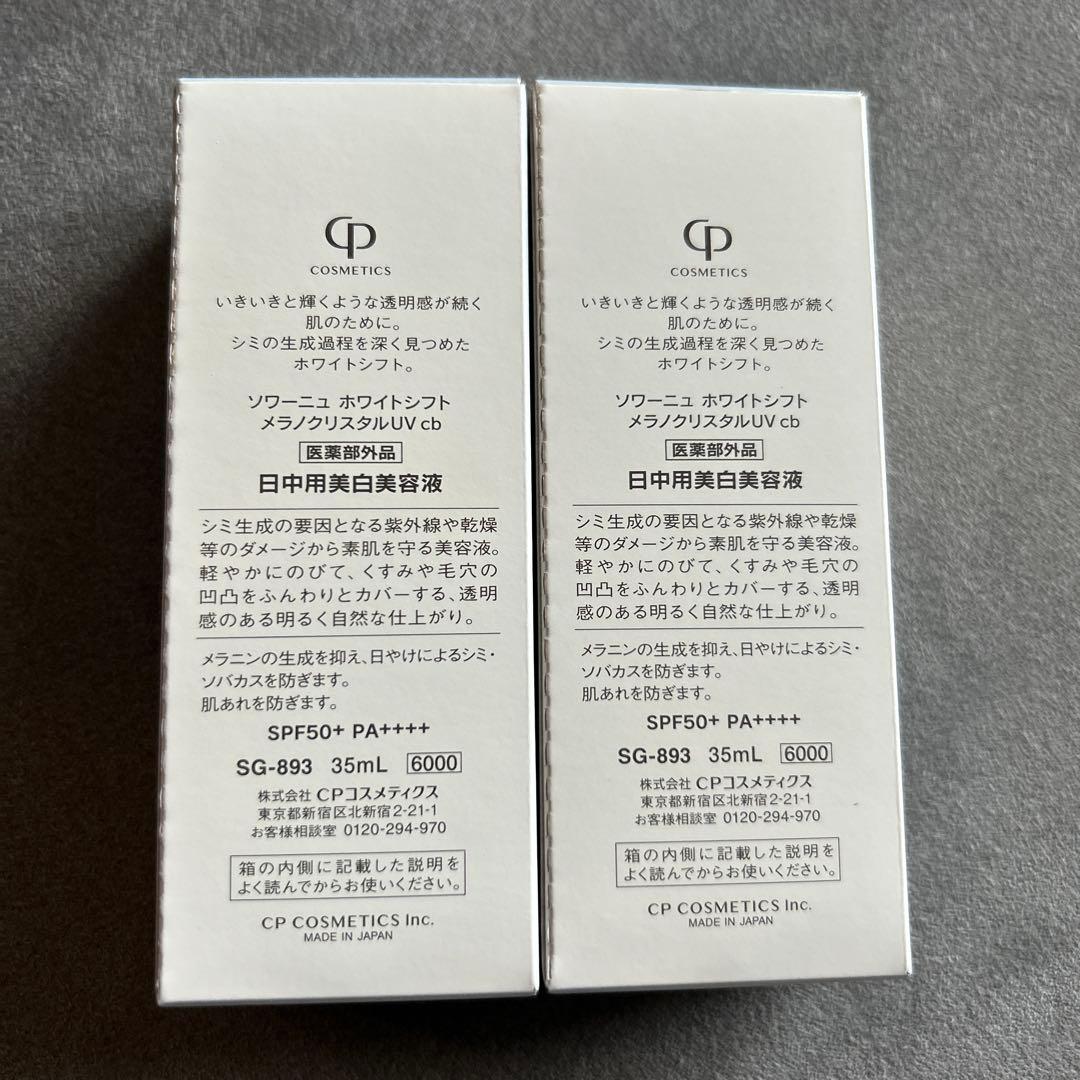 CP
COSMETICS
いきいきと輝くような透明感が続く
肌のために。
シミの生成過程を深く見つめた
ホワイトシフト。
ソワーニュ ホワイトシフト
メラノクリスタルUV cb
医薬部外品
日中用美白美容液
シミ生成の要因となる紫外線や乾燥
等のダメージから素肌を守る美容液。
軽やかにのびて、くすみや毛穴の
凹凸をふんわりとカバーする、透明
感のある明るく自然な仕上がり。
メラニンの生成を抑え、日やけによるシミ・
ソバカスを防ぎます。
肌あれを防ぎます。
SPF50+ PA++++
SG-893 35mL 6000
株式会社 CPコスメティクス
東京都新宿区北新宿2-21-1
お客様相談室 0120-294-970
箱の内側に記載した説明を
よく読んでからお使いください。
CP COSMETICS Inc.
MADE IN JAPAN
CP
COSMETICS
いきいきと輝くような透明感が続く
肌のために。
シミの生成過程を深く見つめた
ホワイトシフト。
ソワーニュ ホワイトシフト
メラノクリスタルUV cb
医薬部外品
日中用美白美容液
シミ生成の要因となる紫外線や乾燥
等のダメージから素肌を守る美容液。
軽やかにのびて、くすみや毛穴の
凹凸をふんわりとカバーする、透明
感のある明るく自然な仕上がり。
メラニンの生成を抑え、日やけによるシミ・
ソバカスを防ぎます。
肌あれを防ぎます。
SPF50+ PA++++
SG-893 35mL 6000
株式会社 CPコスメティクス
東京都新宿区北新宿2-21-1
お客様相談室 0120-294-970
箱の内側に記載した説明を
よく読んでからお使いください。
CP COSMETICS Inc.
MADE IN JAPAN